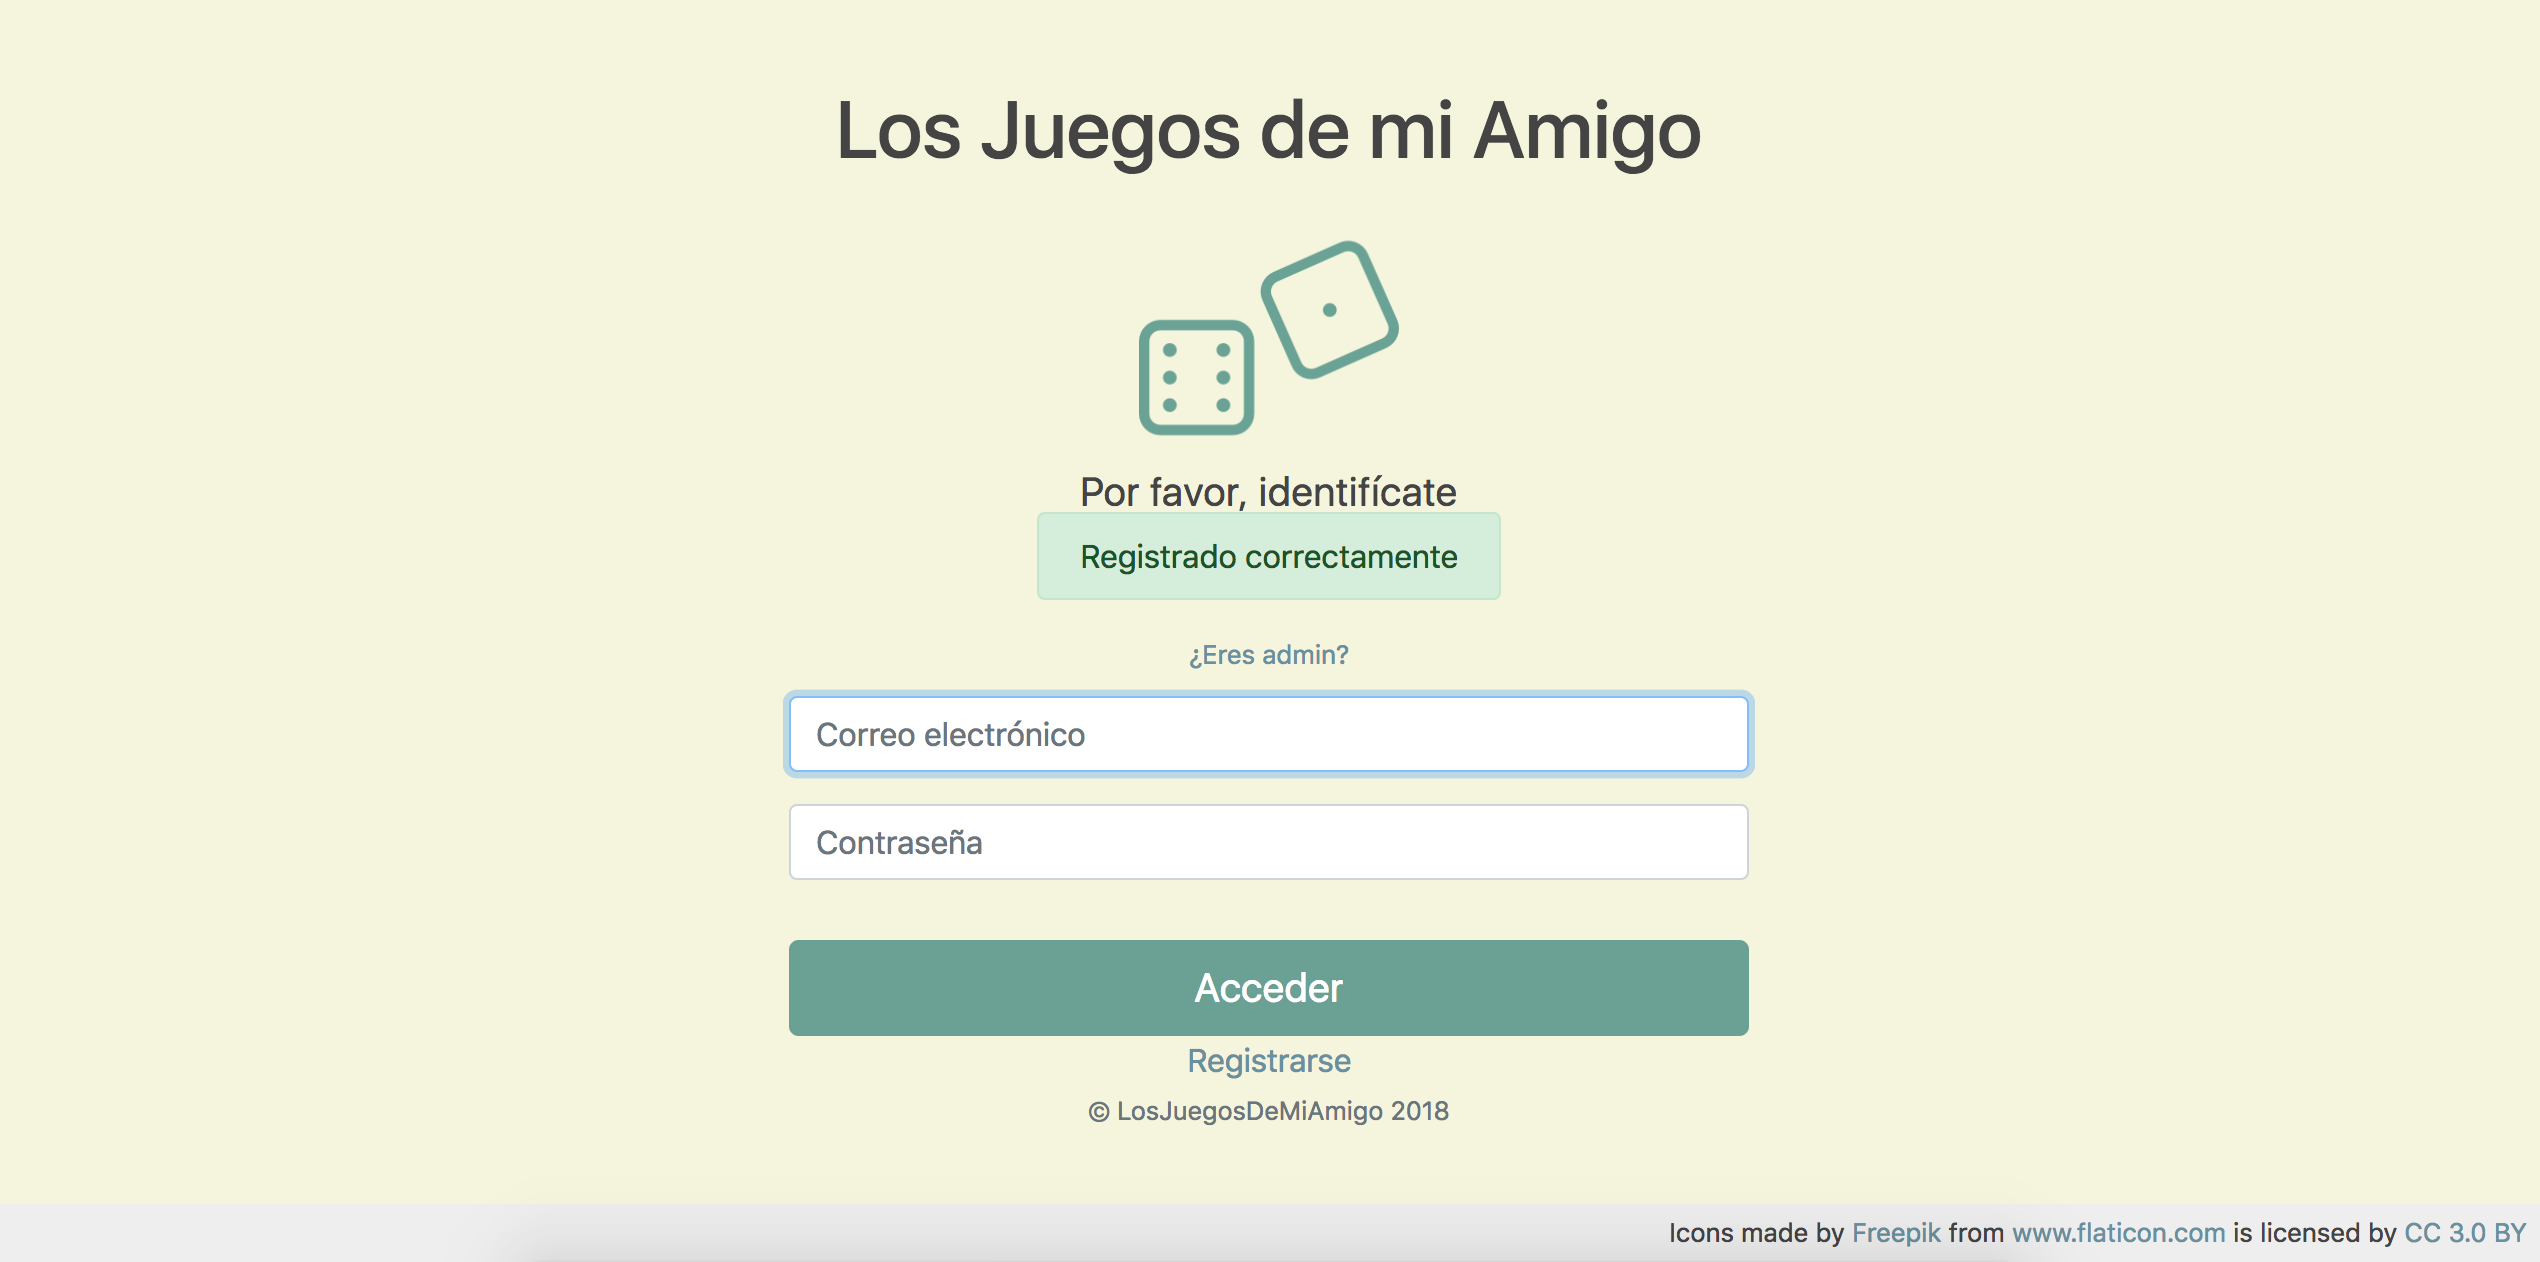 Los Juegos de mi Amigo
Por favor, identifícate
Registrado correctamente
¿Eres admin?
Correo electrónico
Contraseña
Acceder
Registrarse
© LosJuegosDeMiAmigo 2018
Icons made by Freepik from www.flaticon.com is licensed by CC 3.0 BY